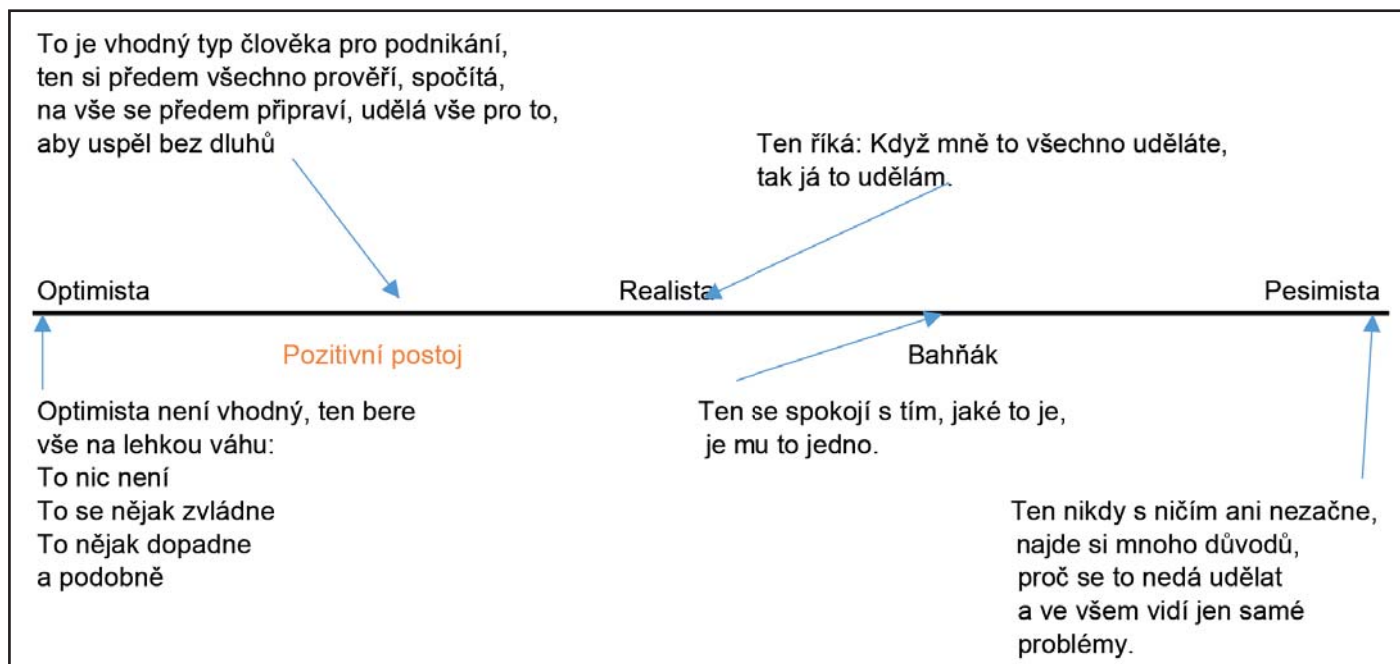 To je vhodný typ člověka pro podnikání,
ten si předem všechno prověří, spočítá,
na vše se předem připraví, udělá vše pro to,
aby uspěl bez dluhů
Ten říká: Když mně to všechno uděláte,
tak já to udělám.
Optimista
Realista
Pesimista
Pozitivní postoj
Bahňák
Optimista není vhodný, ten bere
vše na lehkou váhu:
To nic není
To se nějak zvládne
To nějak dopadne
a podobně
Ten se spokojí s tím, jaké to je,
je mu to jedno.
Ten nikdy s ničím ani nezačne,
najde si mnoho důvodů,
proč se to nedá udělat
a ve všem vidí jen samé
problémy.